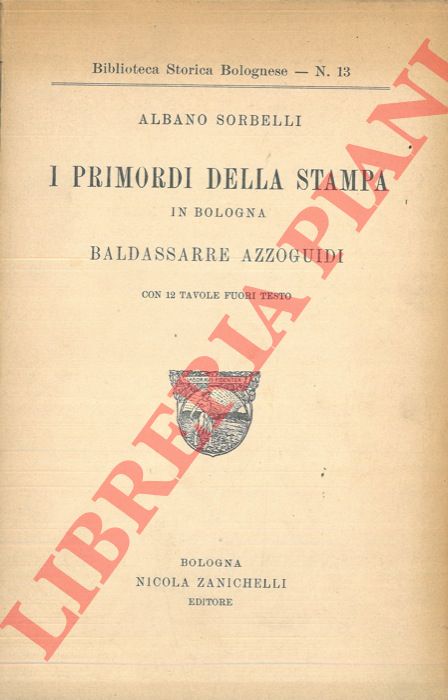 Biblioteca Storica Bolognese — N. 13
ALBANO SORBELLI
I PRIMORDI DELLA STAMPA
IN BOLOGNA
BALDASSARRE AZZOGUIDI
CON 12 TAVOLE FUORI TESTO
BOLOGNA
NICOLA ZANICHELLI
EDITORE
LIBRERIA PIANI